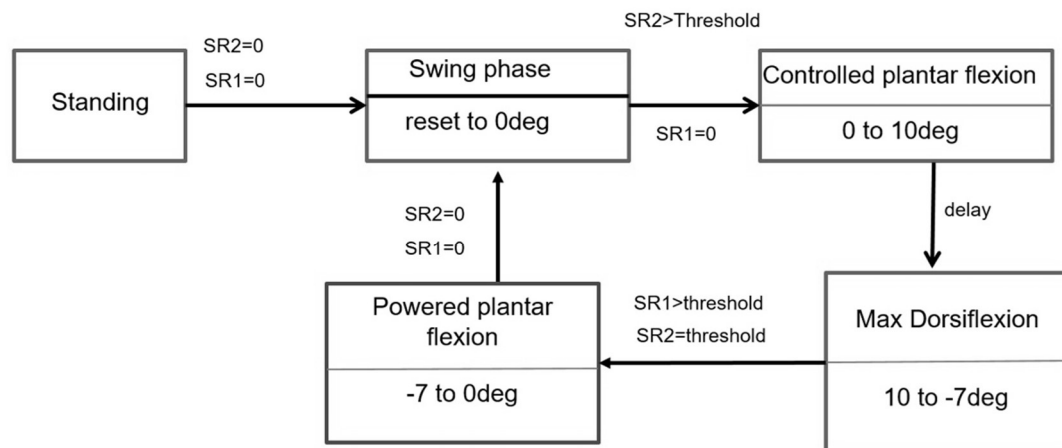 SR2>Threshold
SR2=0
SR1=0
Standing
Swing phase
reset to 0deg
SR1=0
Controlled plantar flexion
0 to 10deg
delay
SR2=0
SR1=0
Powered plantar
flexion
-7 to 0deg
SR1>threshold
SR2=threshold
Max Dorsiflexion
10 to -7deg